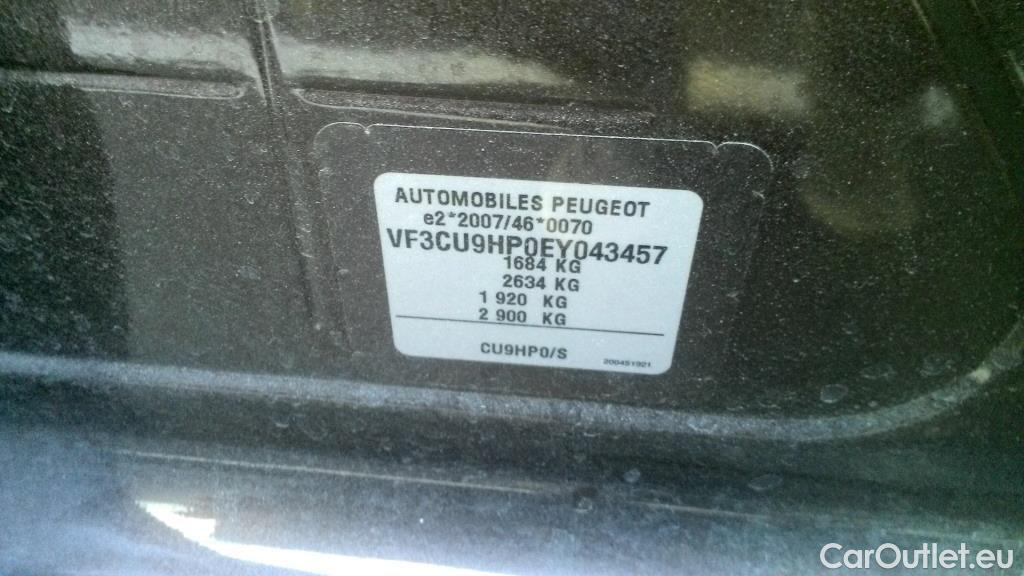 AUTOMOBILES PEUGEOT
e2*2007/46*0070
VF3CU9HP0EY043457
1684 KG
2634 KG
1 920 KG
2 900 KG
CU9HP0/S
200451921
CarOutlet.eu